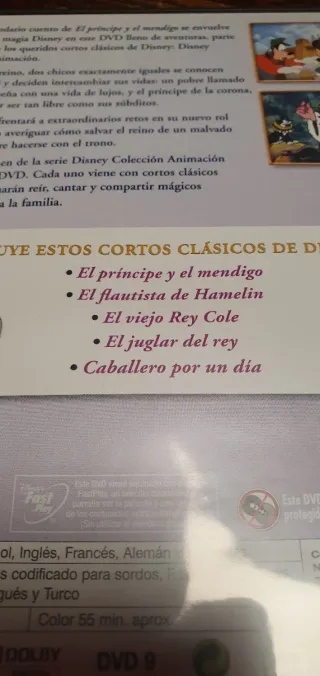 dario cuento de El príncipe y el mendigo se envuelve
magia Disney en este DVD lleno de aventuras, parte
los queridos cortos clásicos de Disney: Disney
nimación.
reino, dos chicos exactamente iguales se conocen
y deciden intercambiar sus vidas: un pobre llamado
eña con una vida de lujos, y el príncipe de la corona,
r ser tan libre como sus súbditos.
frentará a extraordinarios retos en su nuevo rol
averiguar cómo salvar el reino de un malvado
re hacerse con el trono.
en de la serie Disney Colección Animación
DVD. Cada uno viene con cortos clásicos
arán reír, cantar y compartir mágicos
a la familia.
UYE ESTOS CORTOS CLÁSICOS DE D
• El príncipe y el mendigo
• El flautista de Hamelin
• El viejo Rey Cole
• El juglar del rey
• Caballero por un día
Disney's Fast Play
Este DVD
Este DVD
protegid
ol, Inglés, Francés, Alemán
s codificado para sordos,
gués y Turco
Color 55 min. aprox.
DOLBY
DVD 9